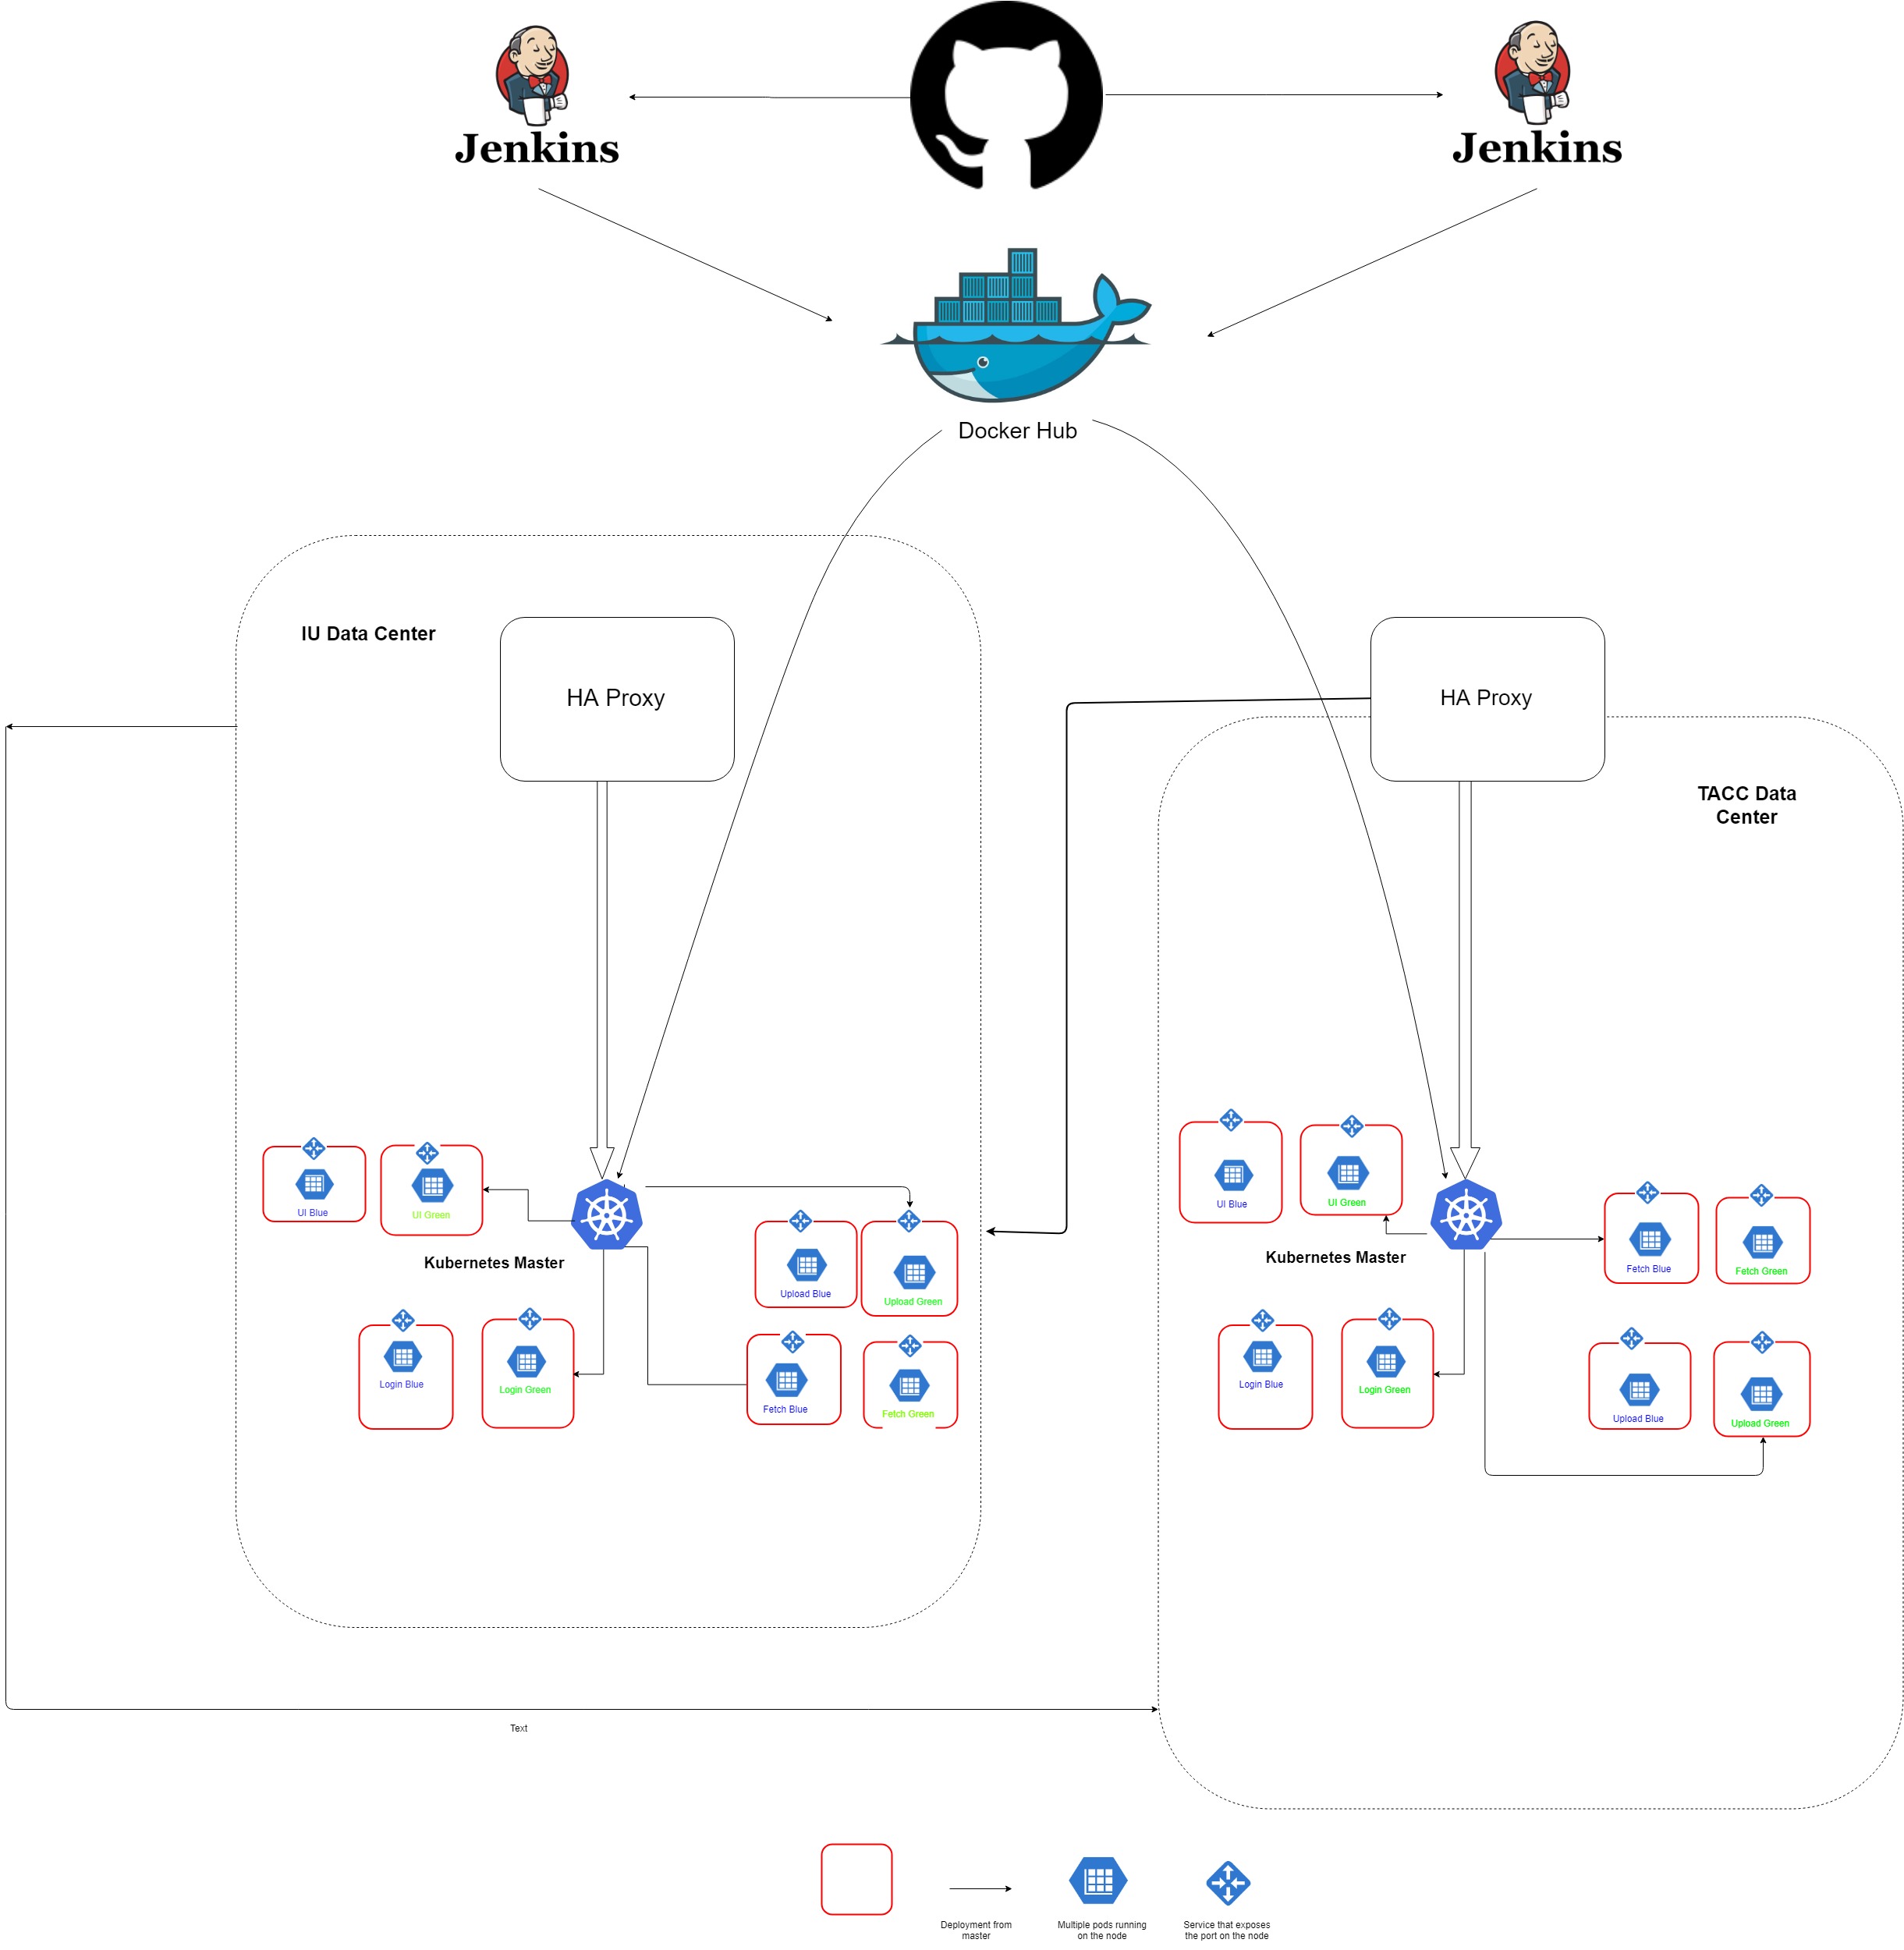 Jenkins
Jenkins
Docker Hub
IU Data Center
HA Proxy
HA Proxy
TACC Data
Center
UI Blue
UI Green
Kubernetes Master
Upload Blue
Upload Green
Login Blue
Login Green
Fetch Blue
Fetch Green
UI Blue
UI Green
Kubernetes Master
Fetch Blue
Fetch Green
Login Blue
Login Green
Upload Blue
Upload Green
Text
Deployment from
master
Multiple pods running
on the node
Service that exposes
the port on the node